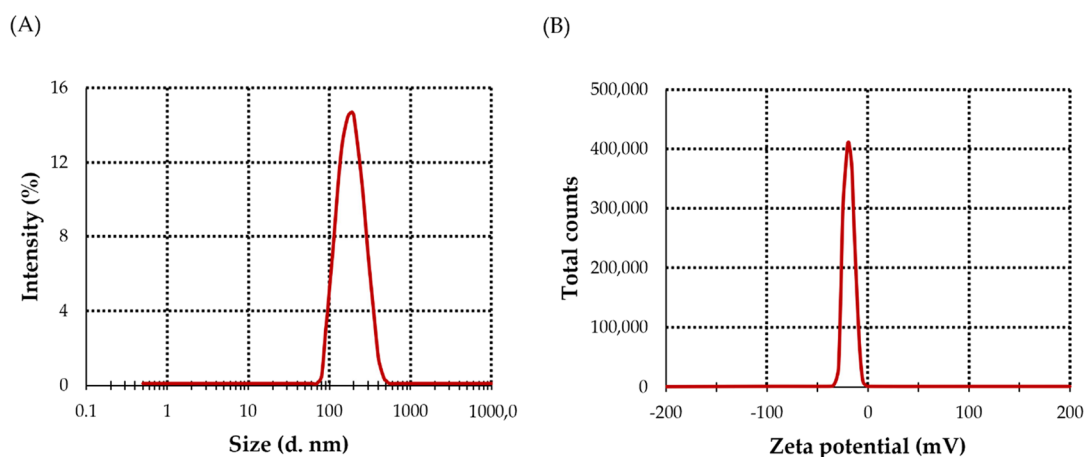 (A)
(B)
16
12
8
4
0
Intensity (%)
0.1 1 10 100 1000 1000,0
Size (d. nm)
500,000
400,000
300,000
200,000
100,000
0
Total counts
-200 -100 0 100 200
Zeta potential (mV)